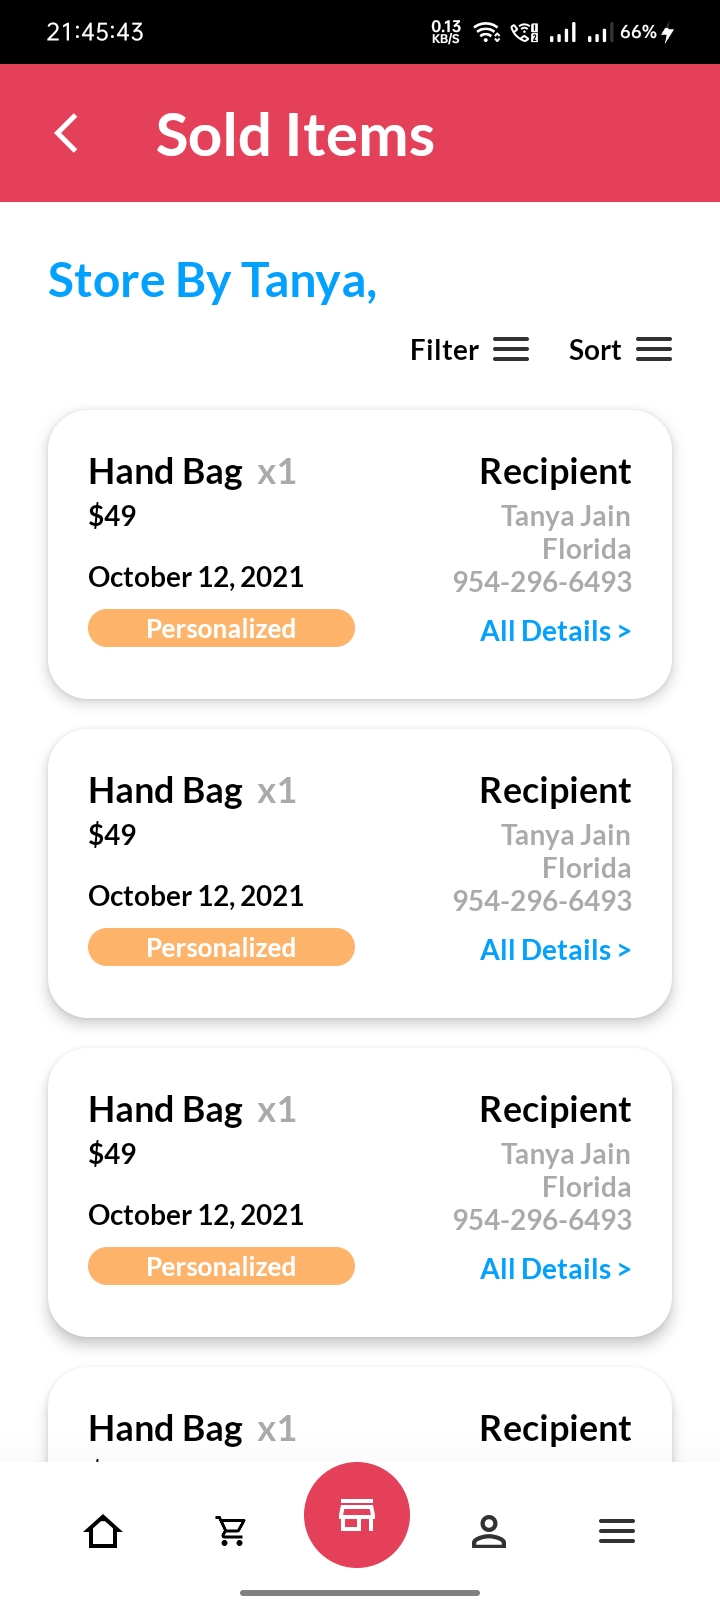 21:45:43 0.13 KB/S 66%
Sold Items
Store By Tanya,
Filter Sort
Hand Bag x1 Recipient
$49 Tanya Jain
Florida
October 12, 2021 954-296-6493
Personalized All Details >
Hand Bag x1 Recipient
$49 Tanya Jain
Florida
October 12, 2021 954-296-6493
Personalized All Details >
Hand Bag x1 Recipient
$49 Tanya Jain
Florida
October 12, 2021 954-296-6493
Personalized All Details >
Hand Bag x1 Recipient